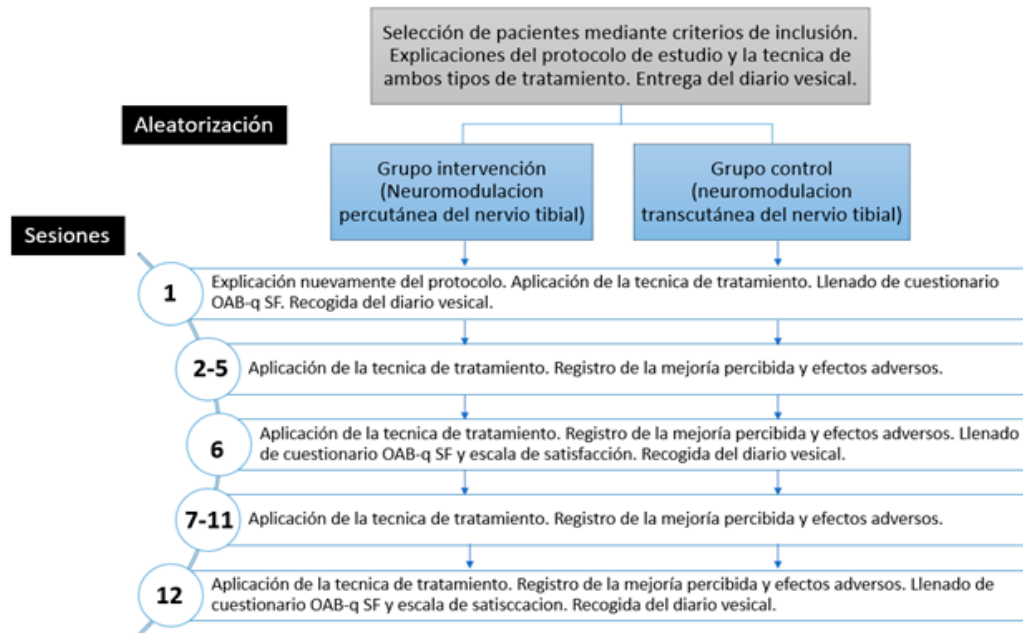 Selección de pacientes mediante criterios de inclusión.
Explicaciones del protocolo de estudio y la tecnica de
ambos tipos de tratamiento. Entrega del diario vesical.
Aleatorización
Grupo intervención
(Neuromodulacion
percutánea del nervio tibial)
Grupo control
(neuromodulacion
transcutánea del nervio tibial)
Sesiones
1
Explicación nuevamente del protocolo. Aplicación de la tecnica de tratamiento. Llenado de cuestionario
OAB-q SF. Recogida del diario vesical.
2-5
Aplicación de la tecnica de tratamiento. Registro de la mejoría percibida y efectos adversos.
6
Aplicación de la tecnica de tratamiento. Registro de la mejoría percibida y efectos adversos. Llenado
de cuestionario OAB-q SF y escala de satisfacción. Recogida del diario vesical.
7-11
Aplicación de la tecnica de tratamiento. Registro de la mejoría percibida y efectos adversos.
12
Aplicación de la tecnica de tratamiento. Registro de la mejoría percibida y efectos adversos. Llenado de
cuestionario OAB-q SF y escala de satisccacion. Recogida del diario vesical.